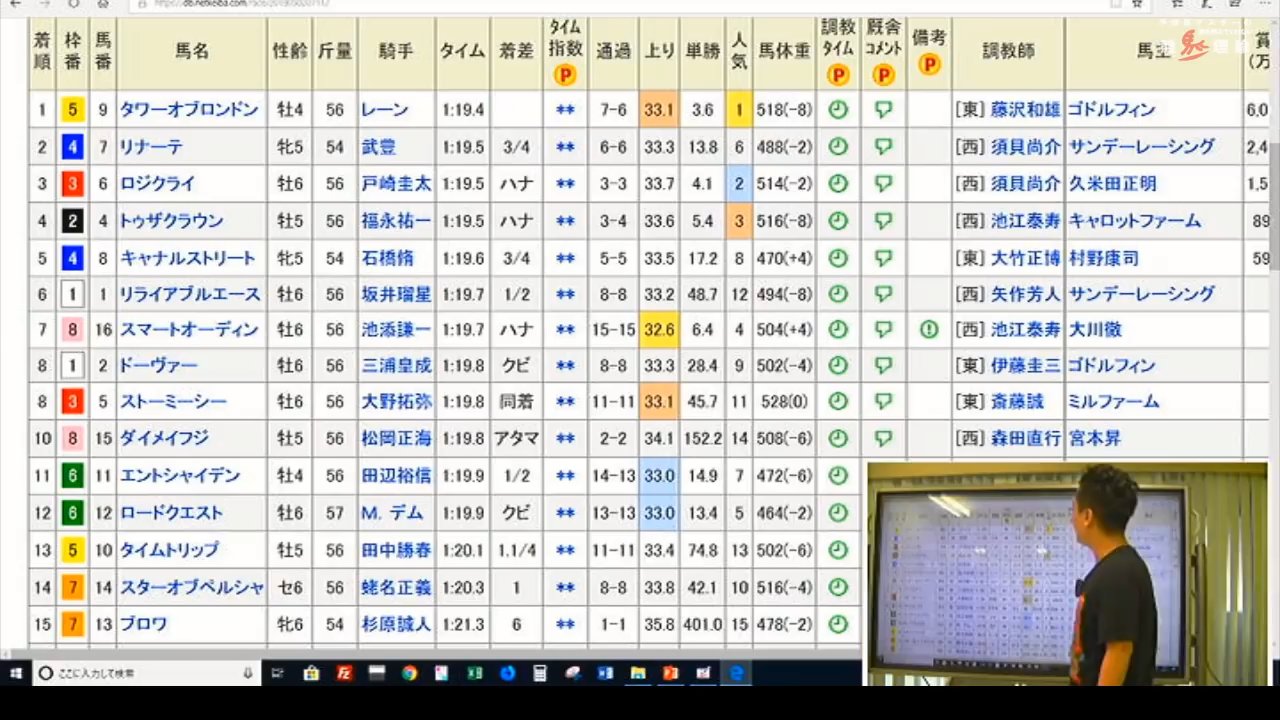 着順 枠番 馬番 馬名 性齢 斤量 騎手 タイム 着差 タイム指数 通過 上り 単勝 人気 馬体重 調教タイム 厩舎コメント 備考 調教師 馬主
P P P P
1 5 9 タワーオブロンドン 牡4 56 レーン 1:19.4 ** 7-6 33.1 3.6 1 518(-8) [東] 藤沢和雄 ゴドルフィン 6,0
2 4 7 リナーテ 牝5 54 武豊 1:19.5 3/4 ** 6-6 33.3 13.8 6 488(-2) [西] 須貝尚介 サンデーレーシング 2,4
3 3 6 ロジクライ 牡6 56 戸崎圭太 1:19.5 ハナ ** 3-3 33.7 4.1 2 514(-2) [西] 須貝尚介 久米田正明 1,5
4 2 4 トゥザクラウン 牡5 56 福永祐一 1:19.5 ハナ ** 3-4 33.6 5.4 3 516(-8) [西] 池江泰寿 キャロットファーム 89
5 4 8 キャナルストリート 牝5 54 石橋脩 1:19.6 3/4 ** 5-5 33.5 17.2 8 470(+4) [東] 大竹正博 村野康司 59
6 1 1 リライアブルエース 牡6 56 坂井瑠星 1:19.7 1/2 ** 8-8 33.2 48.7 12 494(-8) [西] 矢作芳人 サンデーレーシング
7 8 16 スマートオーディン 牡6 56 池添謙一 1:19.7 ハナ ** 15-15 32.6 6.4 4 504(+4) [西] 池江泰寿 大川徹
8 1 2 ドーヴァー 牡6 56 三浦皇成 1:19.8 クビ ** 8-8 33.3 28.4 9 502(-4) [東] 伊藤圭三 ゴドルフィン
8 3 5 ストーミーシー 牡6 56 大野拓弥 1:19.8 同着 ** 11-11 33.1 45.7 11 528(0) [東] 斎藤誠 ミルファーム
10 8 15 ダイメイフジ 牡5 56 松岡正海 1:19.8 アタマ ** 2-2 34.1 152.2 14 508(-6) [西] 森田直行 宮本昇
11 6 11 エントシャイデン 牡4 56 田辺裕信 1:19.9 1/2 ** 14-13 33.0 14.9 7 472(-6)
12 6 12 ロードクエスト 牡6 57 M. デム 1:19.9 クビ ** 13-13 33.0 13.4 5 464(-2)
13 5 10 タイムトリップ 牡5 56 田中勝春 1:20.1 1.1/4 ** 11-11 33.4 74.8 13 502(-6)
14 7 14 スターオブペルシャ セ6 56 蛯名正義 1:20.3 1 ** 8-8 33.8 42.1 10 516(-4)
15 7 13 ブロワ 牝6 54 杉原誠人 1:21.3 6 ** 1-1 35.8 401.0 15 478(-2)
ここに入力して検索